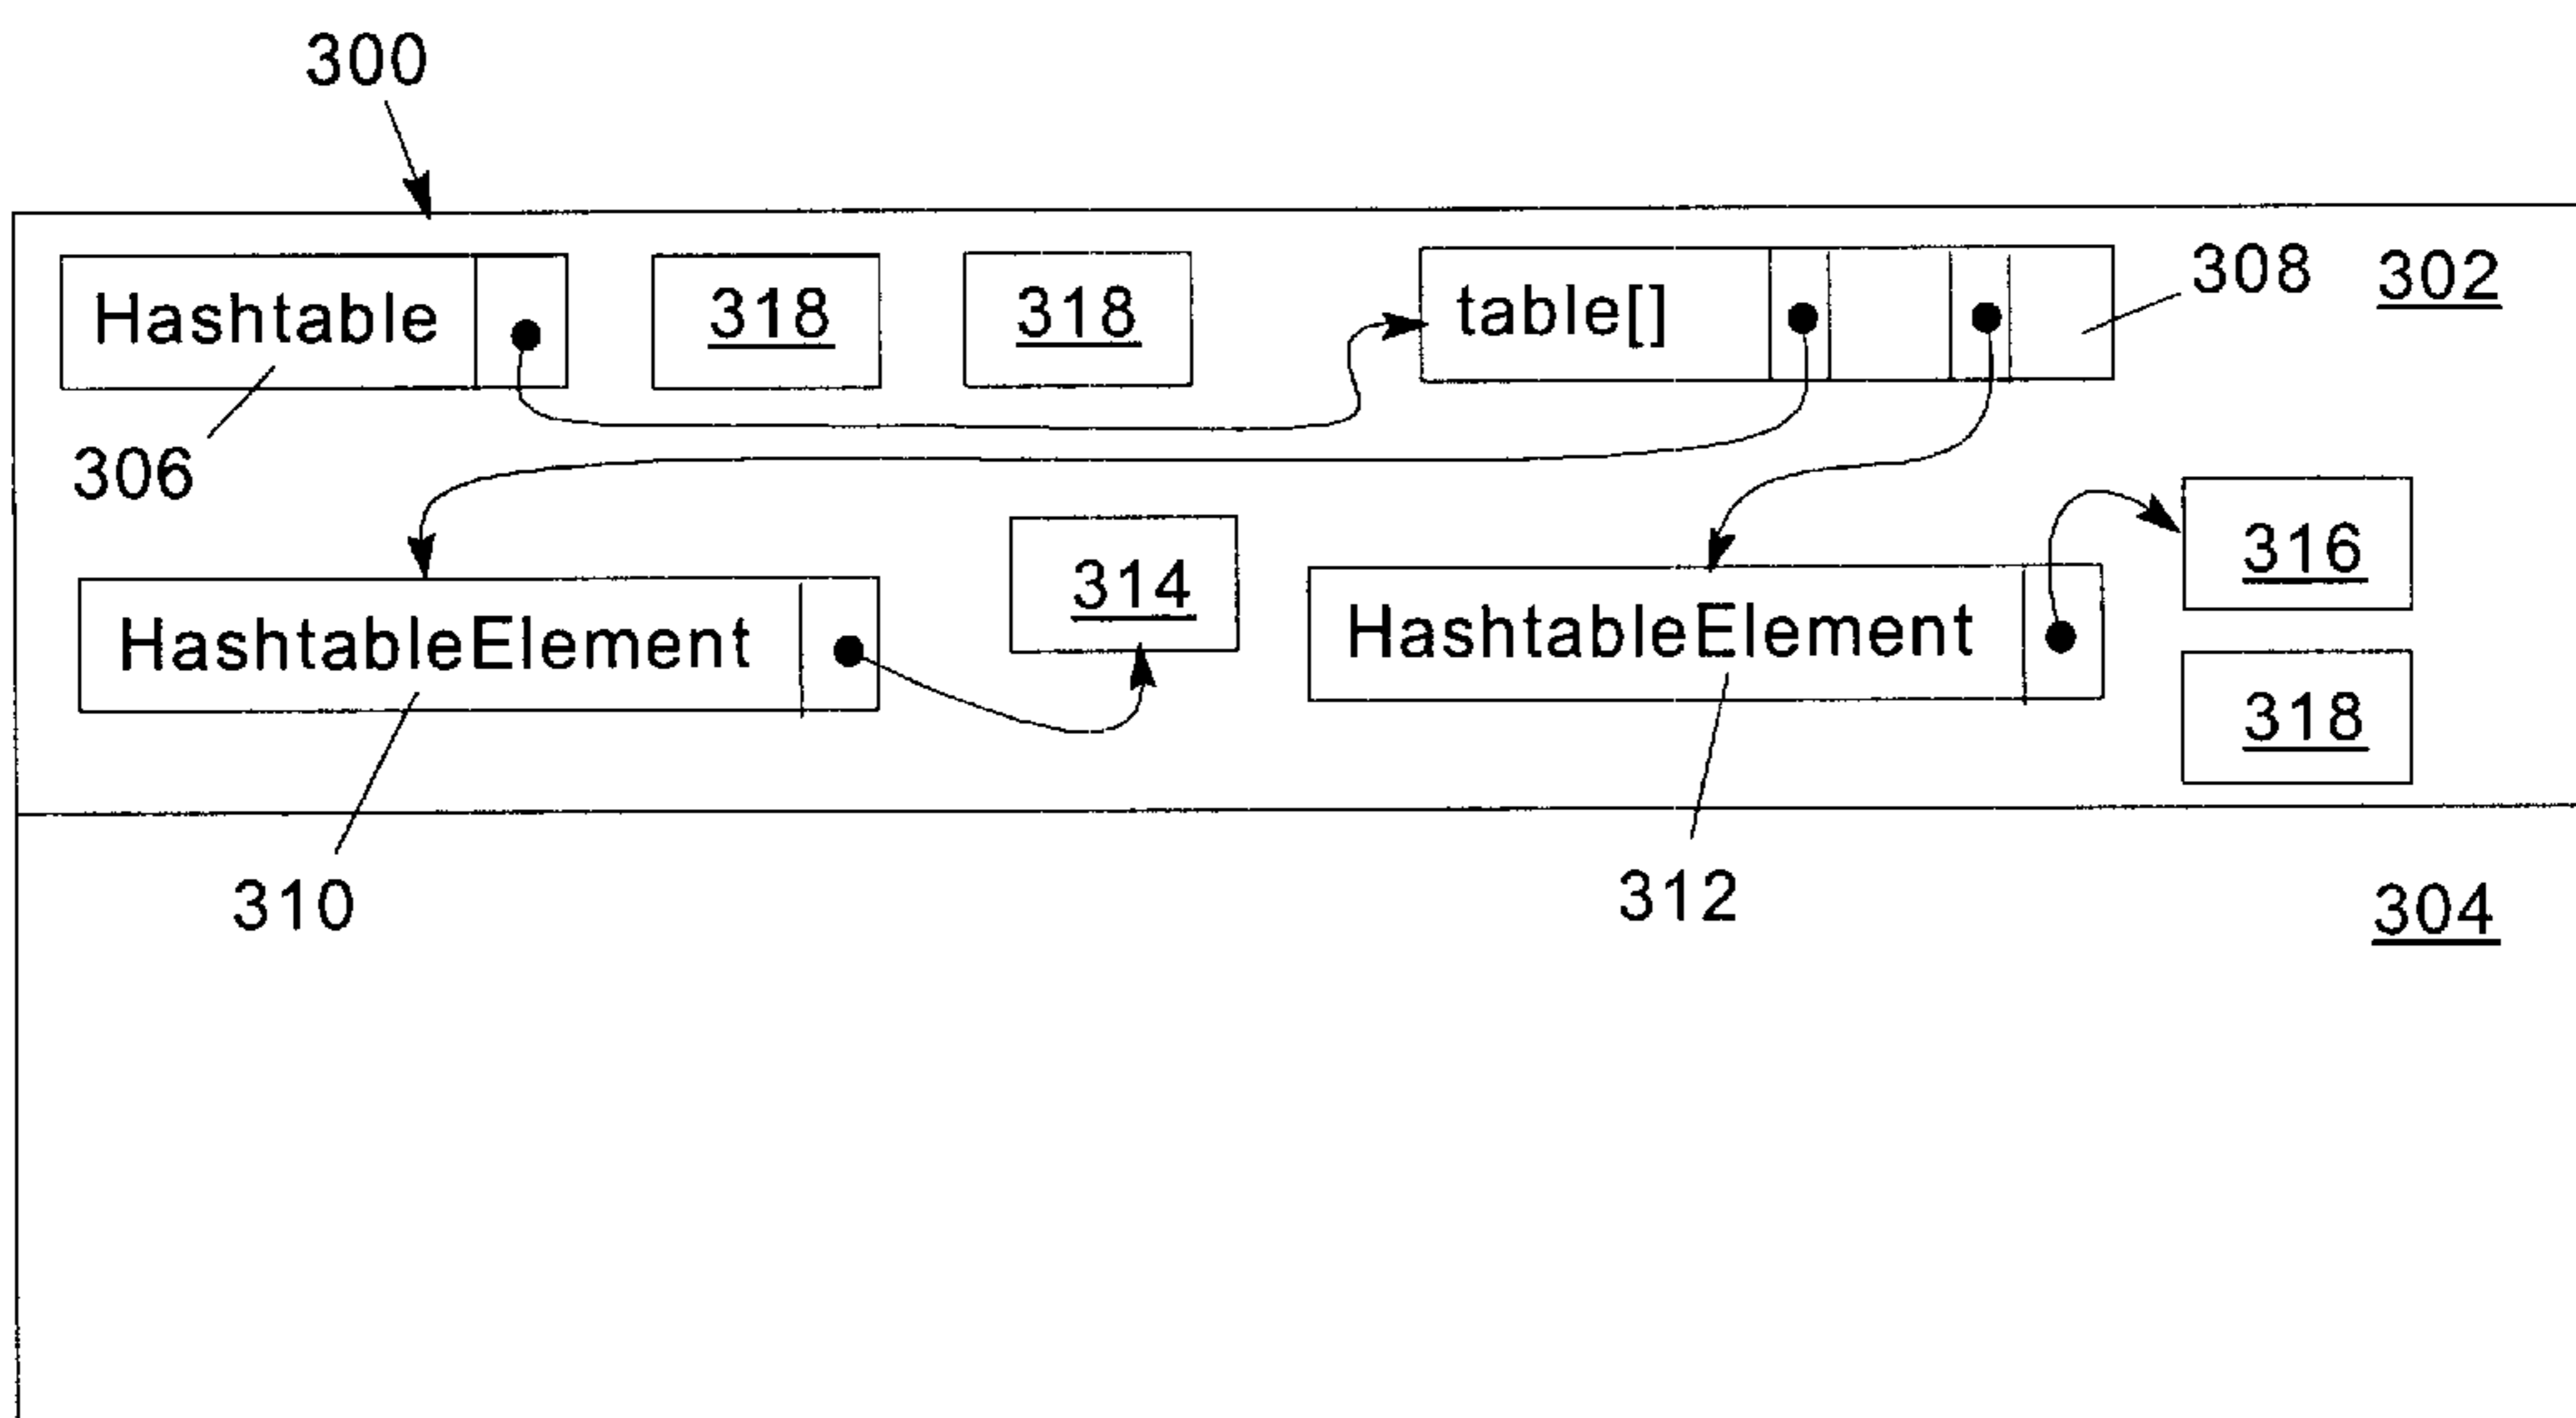 300
Hashtable 318 318 table[] 308 302
306
HashtableElement 314 HashtableElement 316
318
310 312 304